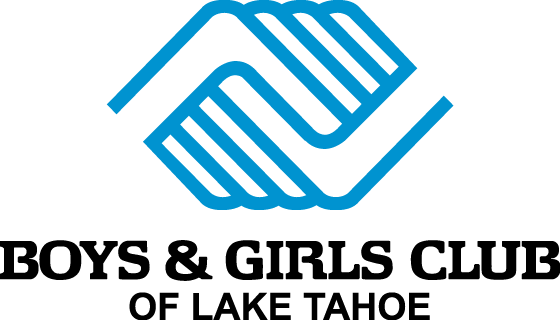 BOYS & GIRLS CLUB
OF LAKE TAHOE